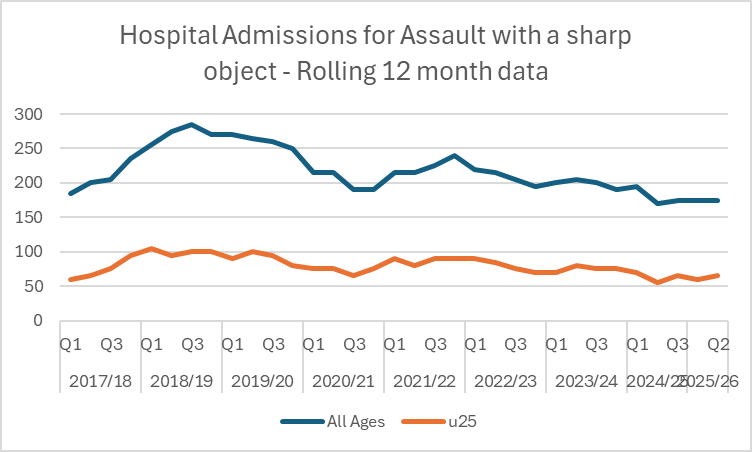 Hospital Admissions for Assault with a sharp
object - Rolling 12 month data
300
250
200
150
100
50
0
Q1 Q3 Q1 Q3 Q1 Q3 Q1 Q3 Q1 Q3 Q1 Q3 Q1 Q3 Q1 Q3 Q2
2017/18 2018/19 2019/20 2020/21 2021/22 2022/23 2023/24 2024/25 2025/26
All Ages u25